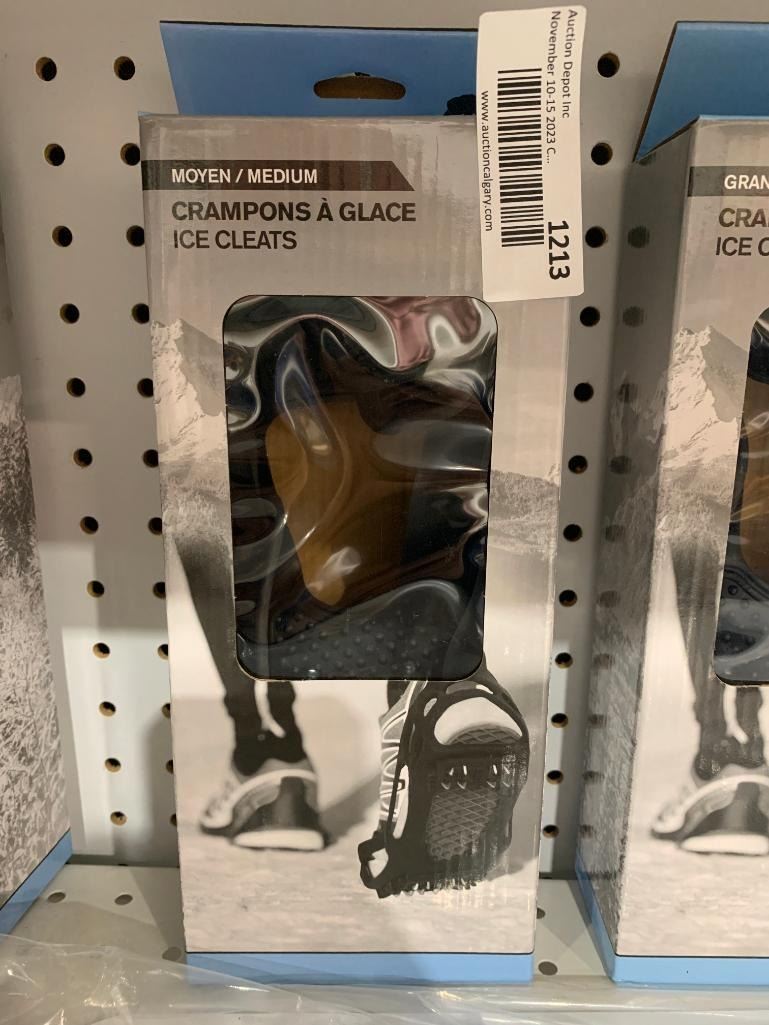 MOYEN / MEDIUM
CRAMPONS À GLACE
ICE CLEATS
Auction Depot Inc
November 10-15 2023 C...
1213
www.auctioncalgary.com
GRAN
CRA
ICE C